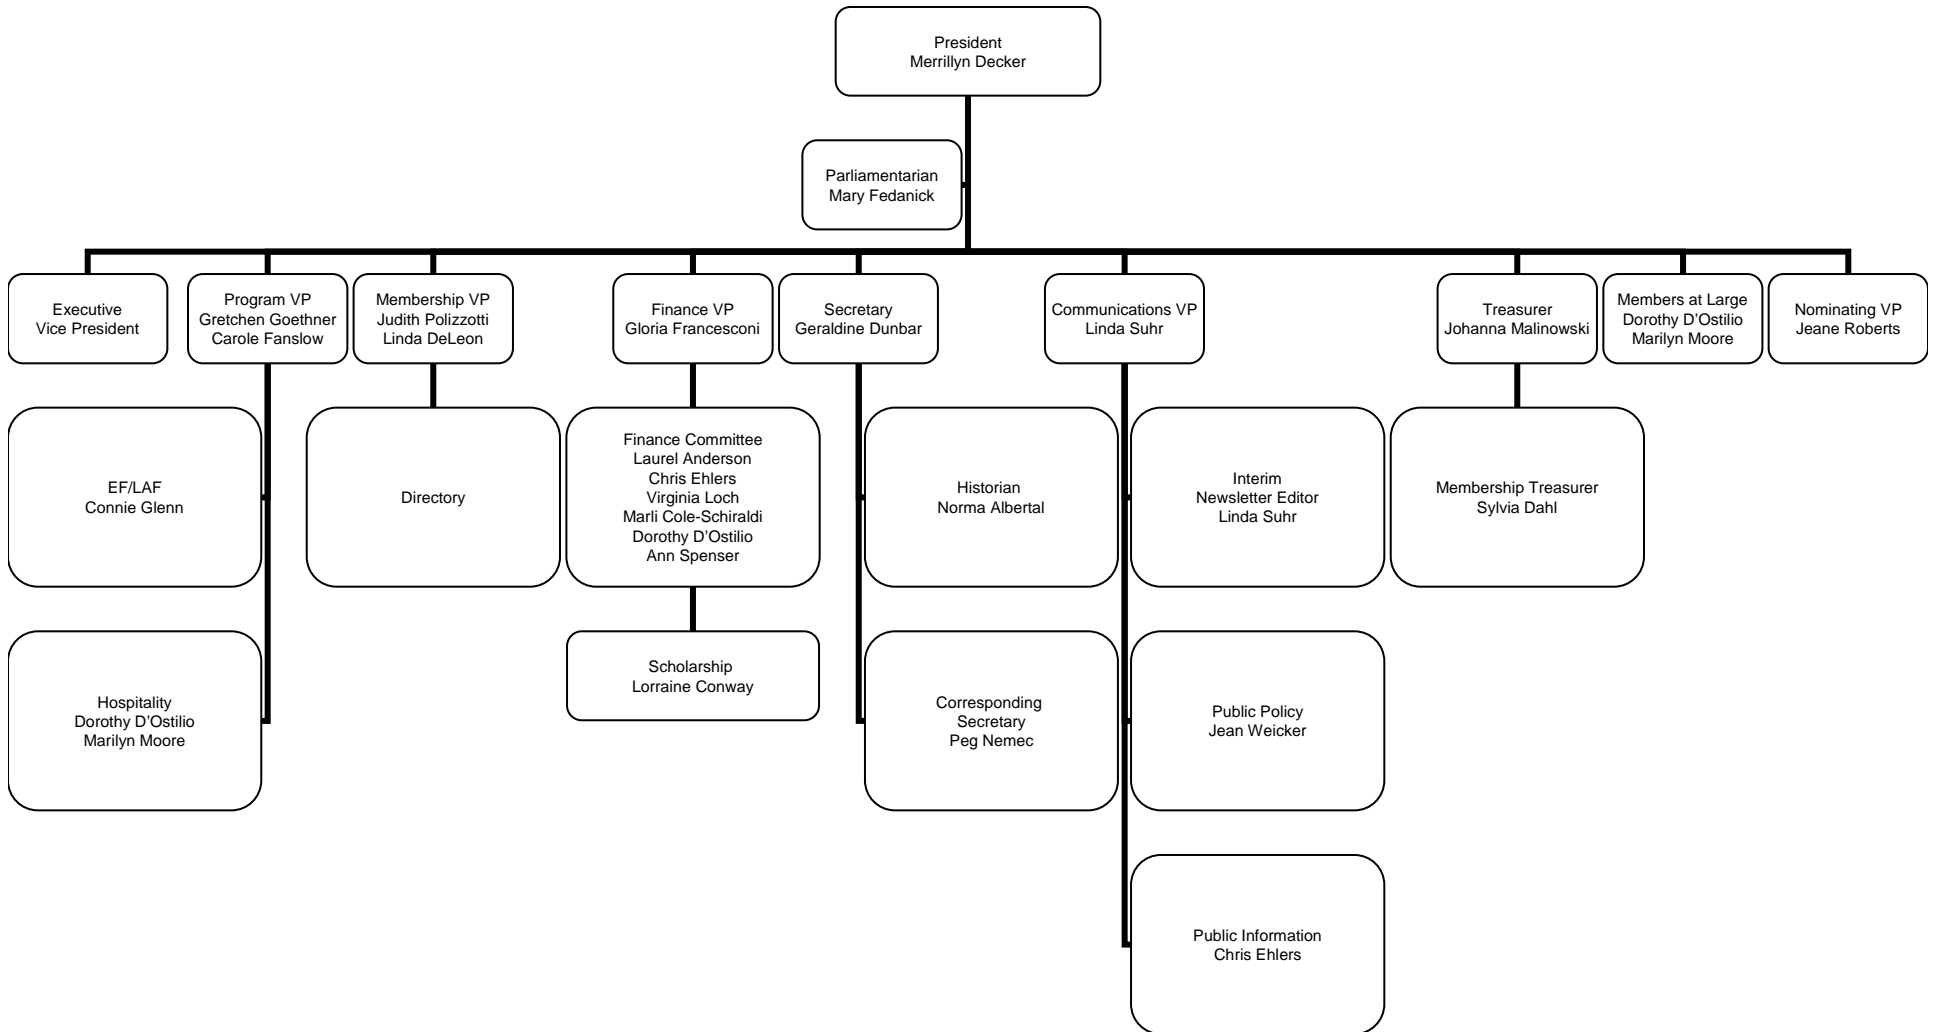 President
Merrillyn Decker
Parliamentarian
Mary Fedanick
Executive
Vice President
Program VP
Gretchen Goethner
Carole Fanslow
Membership VP
Judith Polizzotti
Linda DeLeon
Finance VP
Gloria Francesconi
Secretary
Geraldine Dunbar
Communications VP
Linda Suhr
Treasurer
Johanna Malinowski
Members at Large
Dorothy D’Ostilio
Marilyn Moore
Nominating VP
Jeane Roberts
EF/LAF
Connie Glenn
Directory
Finance Committee
Laurel Anderson
Chris Ehlers
Virginia Loch
Marli Cole-Schiraldi
Dorothy D’Ostilio
Ann Spenser
Historian
Norma Albertal
Interim
Newsletter Editor
Linda Suhr
Membership Treasurer
Sylvia Dahl
Hospitality
Dorothy D’Ostilio
Marilyn Moore
Scholarship
Lorraine Conway
Corresponding
Secretary
Peg Nemec
Public Policy
Jean Weicker
Public Information
Chris Ehlers